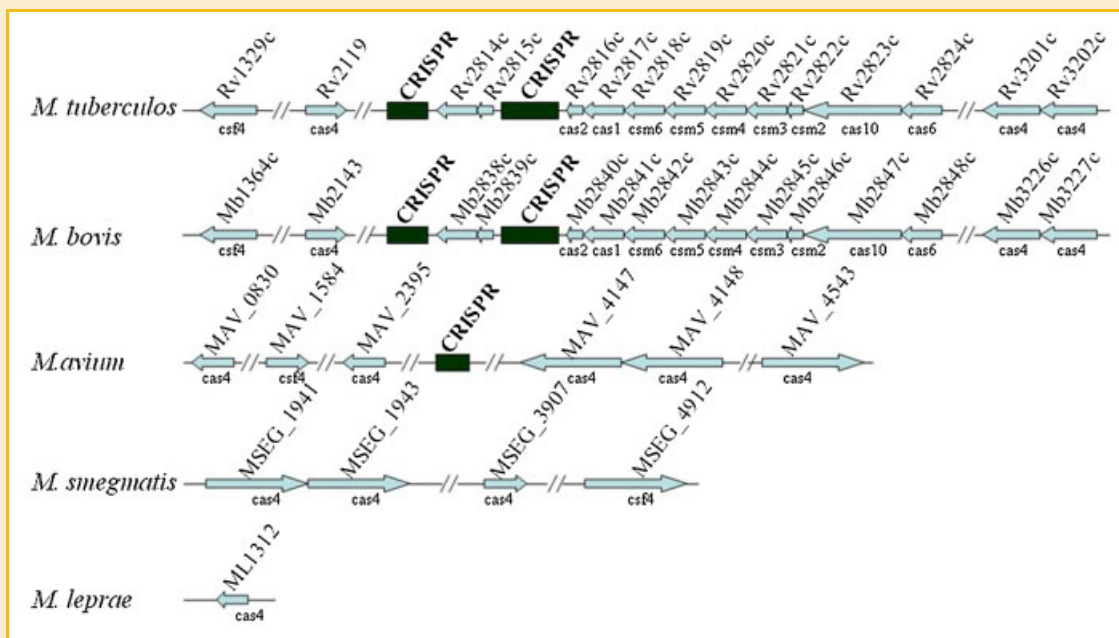 Rv1329c Rv2119 CRISPR Rv2814c Rv2815c CRISPR Rv2816c Rv2817c Rv2818c Rv2819c Rv2820c Rv2821c Rv2822c Rv2823c Rv2824c Rv3201c Rv3202c
M. tuberculos
csf4 cas4 cas2 cas1 csm6 csm5 csm4 csm3 csm2 cas10 cas6 cas4 cas4
Mb1364c Mb2143 CRISPR Mb2838c Mb2839c CRISPR Mb2840c Mb2841c Mb2842c Mb2843c Mb2844c Mb2845c Mb2846c Mb2847c Mb2848c Mb3226c Mb3227c
M. bovis
csf4 cas4 cas2 cas1 csm6 csm5 csm4 csm3 csm2 cas10 cas6 cas4 cas4
MAV_0830 MAV_1584 MAV_2395 CRISPR MAV_4147 MAV_4148 MAV_4543
M.avium
cas4 csf4 cas4 cas4 cas4 cas4
MSEG_1941 MSEG_1943 MSEG_3907 MSEG_4912
M. smegmatis
cas4 cas4 cas4 csf4
ML1312
M. leprae
cas4